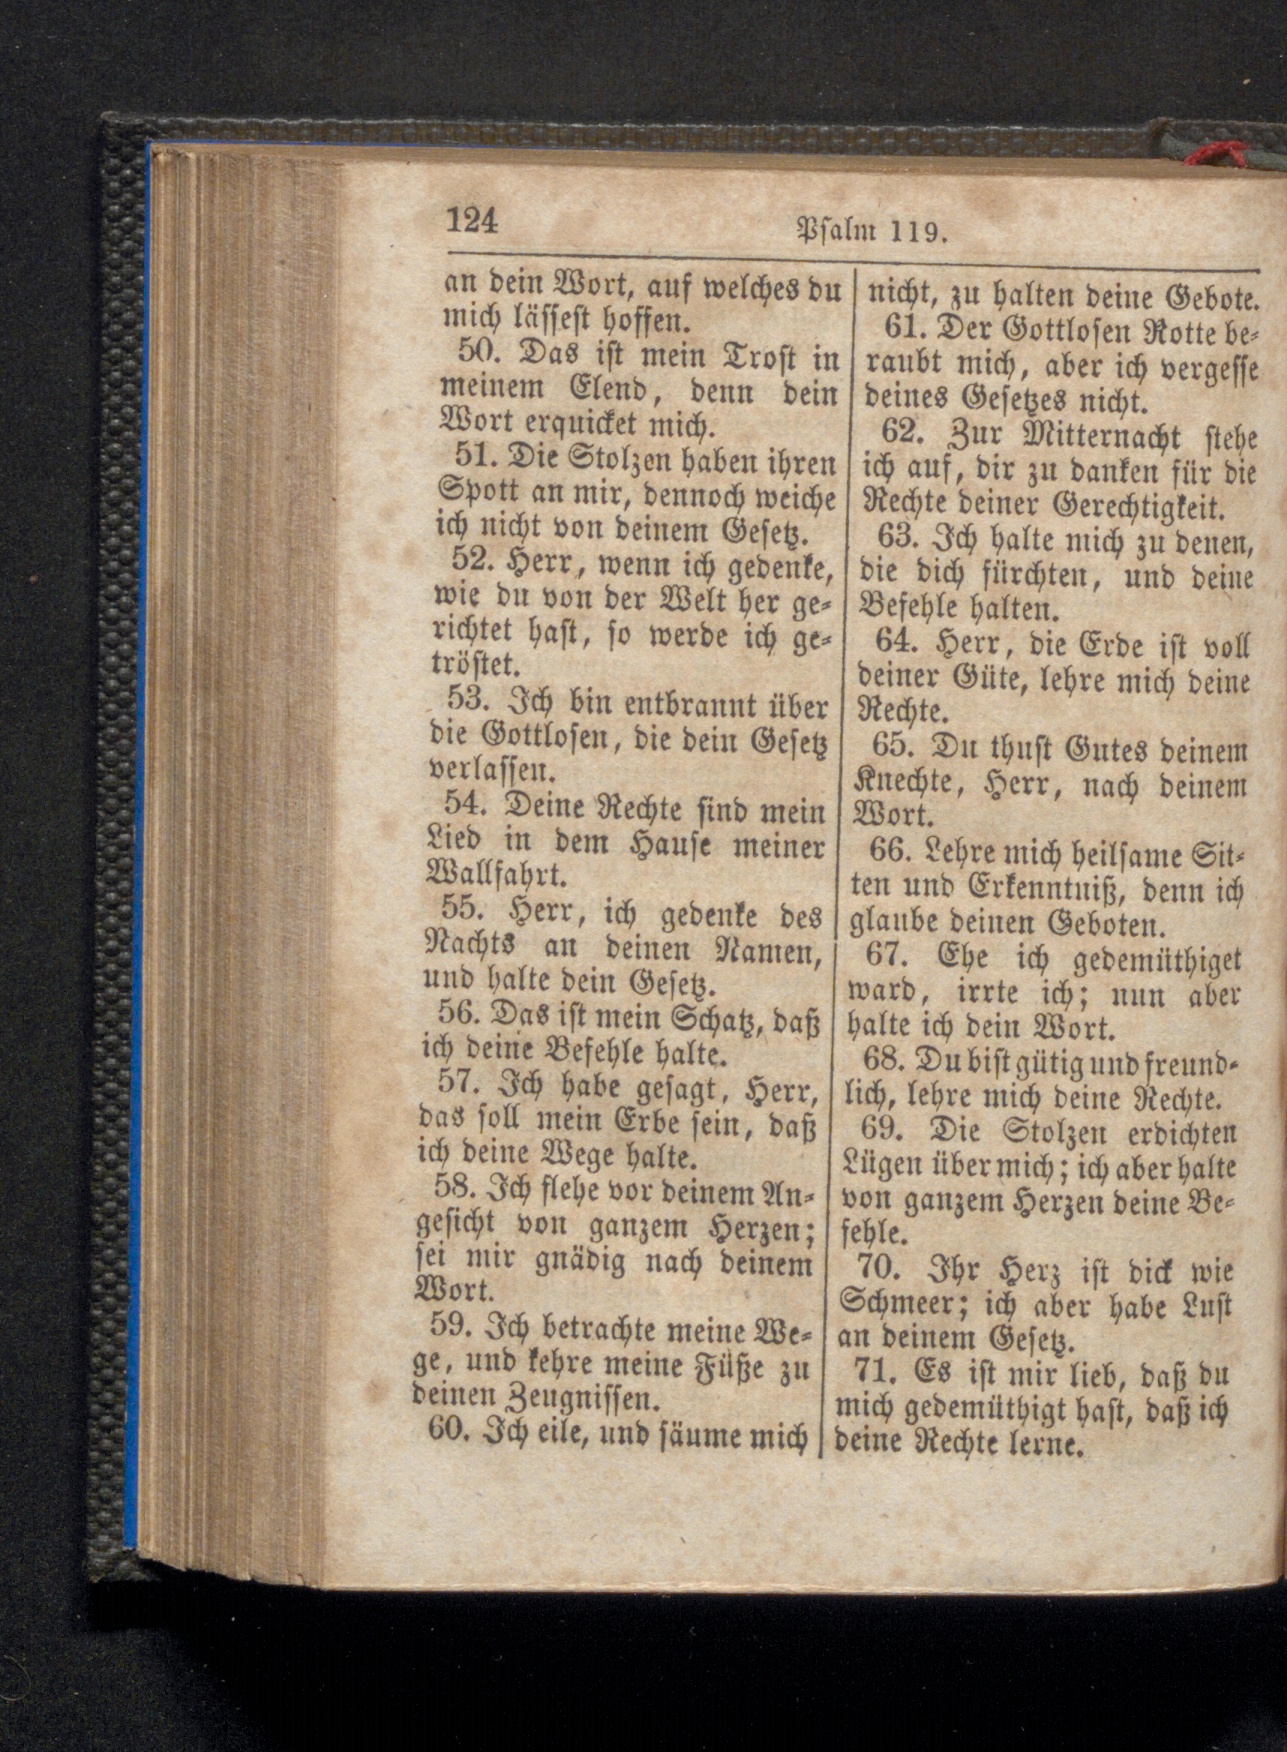 124
Psalm 119.
an dein Wort, auf welches du
mich lässest hoffen.
50. Das ist mein Trost in
meinem Elend, denn dein
Wort erquicket mich.
51. Die Stolzen haben ihren
Spott an mir, dennoch weiche
ich nicht von deinem Gesetz.
52. Herr, wenn ich gedenke,
wie du von der Welt her ge-
richtet hast, so werde ich ge-
tröstet.
53. Ich bin entbrannt über
die Gottlosen, die dein Gesetz
verlassen.
54. Deine Rechte sind mein
Lied in dem Hause meiner
Wallfahrt.
55. Herr, ich gedenke des
Nachts an deinen Namen,
und halte dein Gesetz.
56. Das ist mein Schatz, daß
ich deine Befehle halte.
57. Ich habe gesagt, Herr,
das soll mein Erbe sein, daß
ich deine Wege halte.
58. Ich flehe vor deinem An-
gesicht von ganzem Herzen;
sei mir gnädig nach deinem
Wort.
59. Ich betrachte meine We-
ge, und kehre meine Füße zu
deinen Zeugnissen.
60. Ich eile, und säume mich
nicht, zu halten deine Gebote.
61. Der Gottlosen Rotte be-
raubt mich, aber ich vergesse
deines Gesetzes nicht.
62. Zur Mitternacht stehe
ich auf, dir zu danken für die
Rechte deiner Gerechtigkeit.
63. Ich halte mich zu denen,
die dich fürchten, und deine
Befehle halten.
64. Herr, die Erde ist voll
deiner Güte, lehre mich deine
Rechte.
65. Du thust Gutes deinem
Knechte, Herr, nach deinem
Wort.
66. Lehre mich heilsame Sit-
ten und Erkenntniß, denn ich
glaube deinen Geboten.
67. Ehe ich gedemüthiget
ward, irrte ich; nun aber
halte ich dein Wort.
68. Du bist gütig und freund-
lich, lehre mich deine Rechte.
69. Die Stolzen erdichten
Lügen über mich; ich aber halte
von ganzem Herzen deine Be-
fehle.
70. Ihr Herz ist dick wie
Schmeer; ich aber habe Lust
an deinem Gesetz.
71. Es ist mir lieb, daß du
mich gedemüthigt hast, daß ich
deine Rechte lerne.